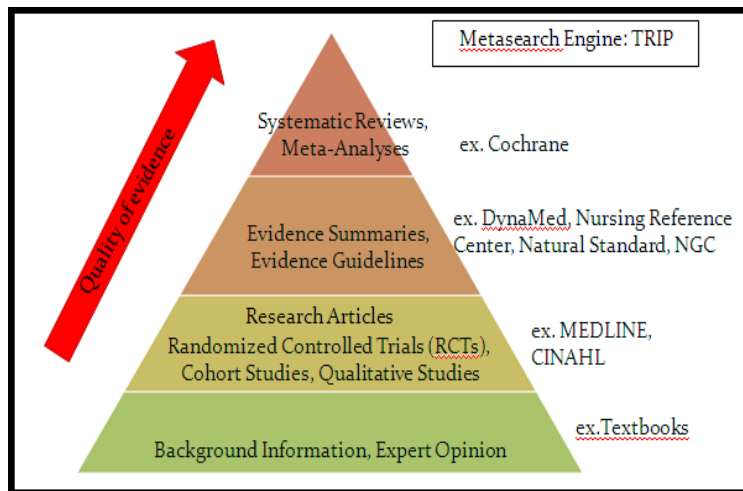 Metasearch Engine: TRIP
Quality of evidence
Systematic Reviews,
Meta-Analyses
ex. Cochrane
Evidence Summaries,
Evidence Guidelines
ex. DynaMed, Nursing Reference
Center, Natural Standard, NGC
Research Articles
Randomized Controlled Trials (RCTs),
Cohort Studies, Qualitative Studies
ex. MEDLINE,
CINAHL
Background Information, Expert Opinion
ex.Textbooks